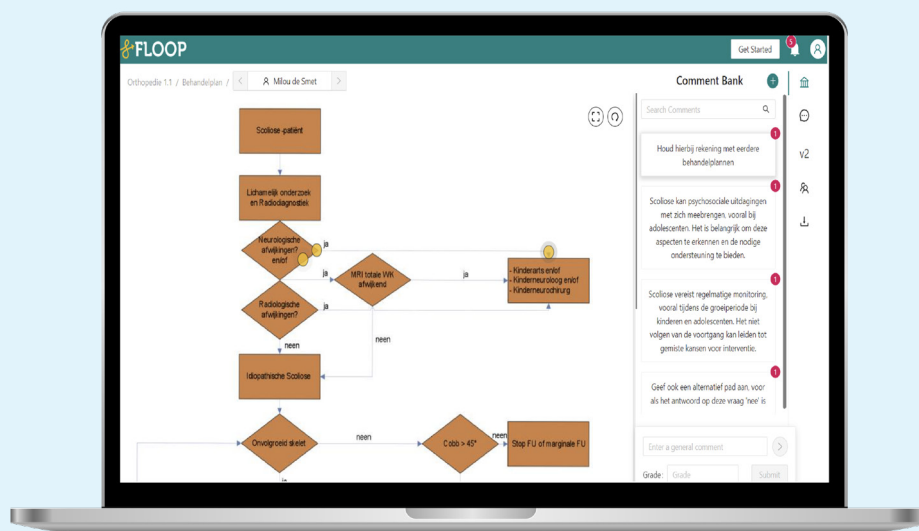 FLOOP
Get Started
5
Orthopedie 1.1 / Behandelplan /
<
Milou de Smet
>
Comment Bank
+
Search Comments
v2
1
Houd hierbij rekening met eerdere
behandelplannen
1
Scoliose kan psychosociale uitdagingen
met zich meebrengen, vooral bij
adolescenten. Het is belangrijk om deze
aspecten te erkennen en de nodige
ondersteuning te bieden.
1
Scoliose vereist regelmatige monitoring,
vooral tijdens de groeiperiode bij
kinderen en adolescenten. Het niet
volgen van de voortgang kan leiden tot
gemiste kansen voor interventie.
1
Geef ook een alternatief pad aan, voor
als het antwoord op deze vraag 'nee' is
Enter a general comment
>
Grade:
Grade
Submit
Scoliose -patiënt
Lichamelijk onderzoek
en Radiodiagnostiek
Neurologische
afwijkingen?
en/of
ja
ja
MRI totale WK
afwijkend
ja
- Kinderarts en/of
- Kinderneuroloog en/of
- Kinderneurochirurg
Radiologische
afwijkingen?
ja
neen
neen
Idiopathische Scoliose
Onvolgroeid skelet
neen
Cobb > 45°
neen
Stop FU of marginale FU